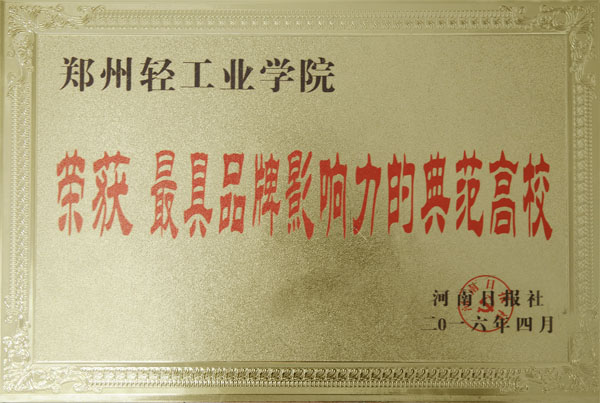 郑州轻工业学院
荣获 最具品牌影响力的典范高校
河南日报社
二0一六年四月